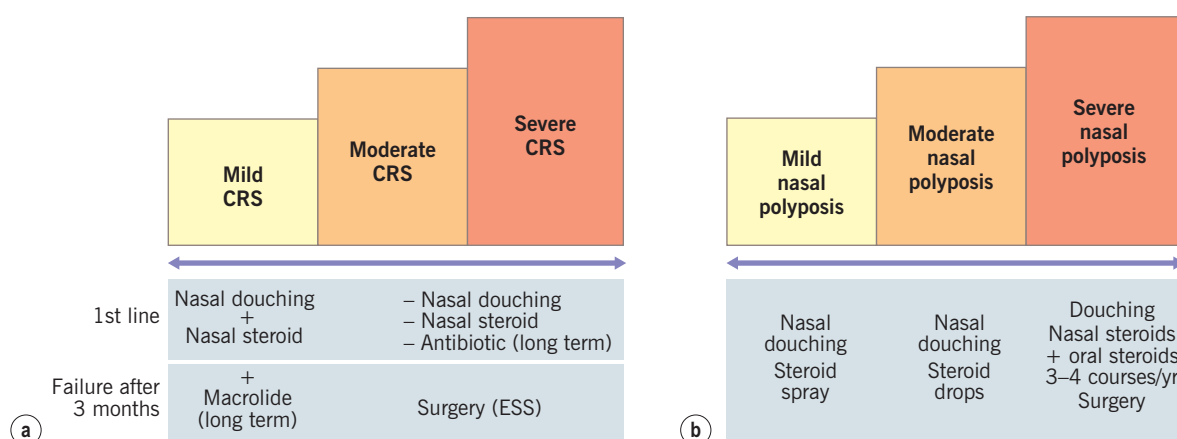 Mild
CRS
Moderate
CRS
Severe
CRS
1st line
Nasal douching
+
Nasal steroid
– Nasal douching
– Nasal steroid
– Antibiotic (long term)
Failure after
3 months
+
Macrolide
(long term)
Surgery (ESS)
a
Mild
nasal
polyposis
Moderate
nasal
polyposis
Severe
nasal
polyposis
Nasal
douching
Steroid
spray
Nasal
douching
Steroid
drops
Douching
Nasal steroids
+ oral steroids
3–4 courses/yr
Surgery
b